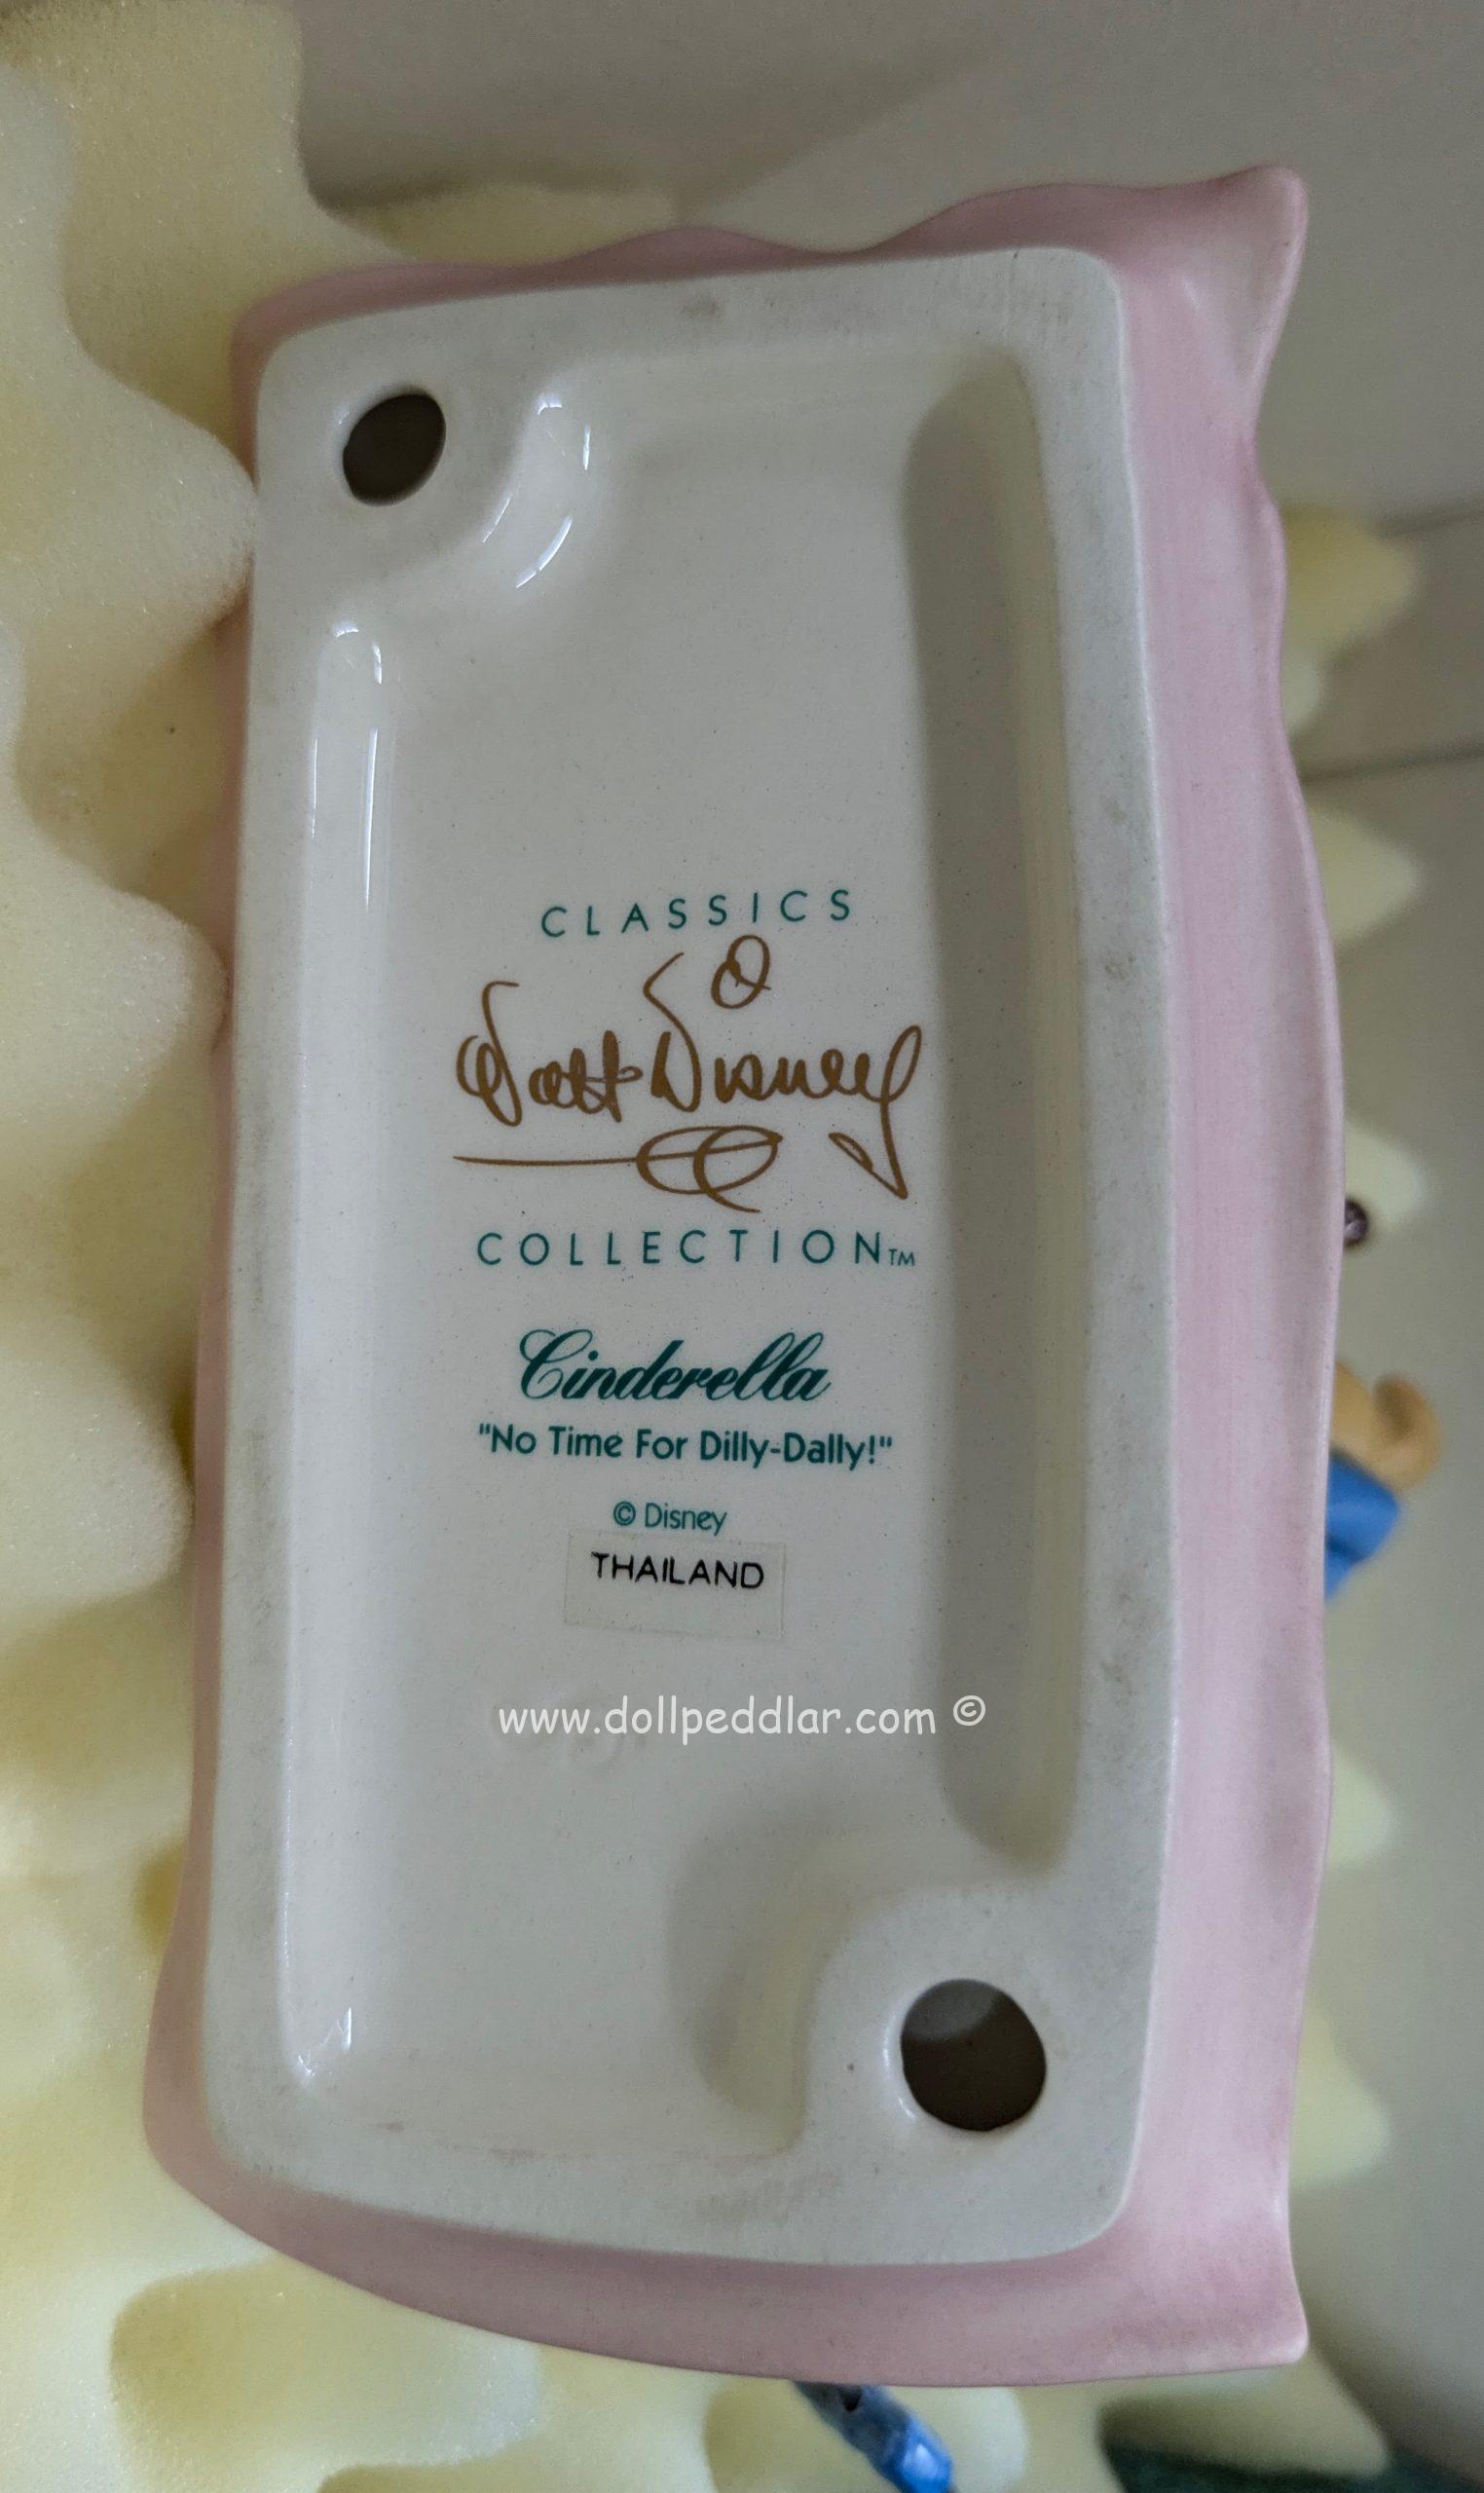 CLASSICS
Walt Disney
COLLECTION™
Cinderella
"No Time For Dilly-Dally!"
© Disney
THAILAND
www.dollpeddlar.com ©